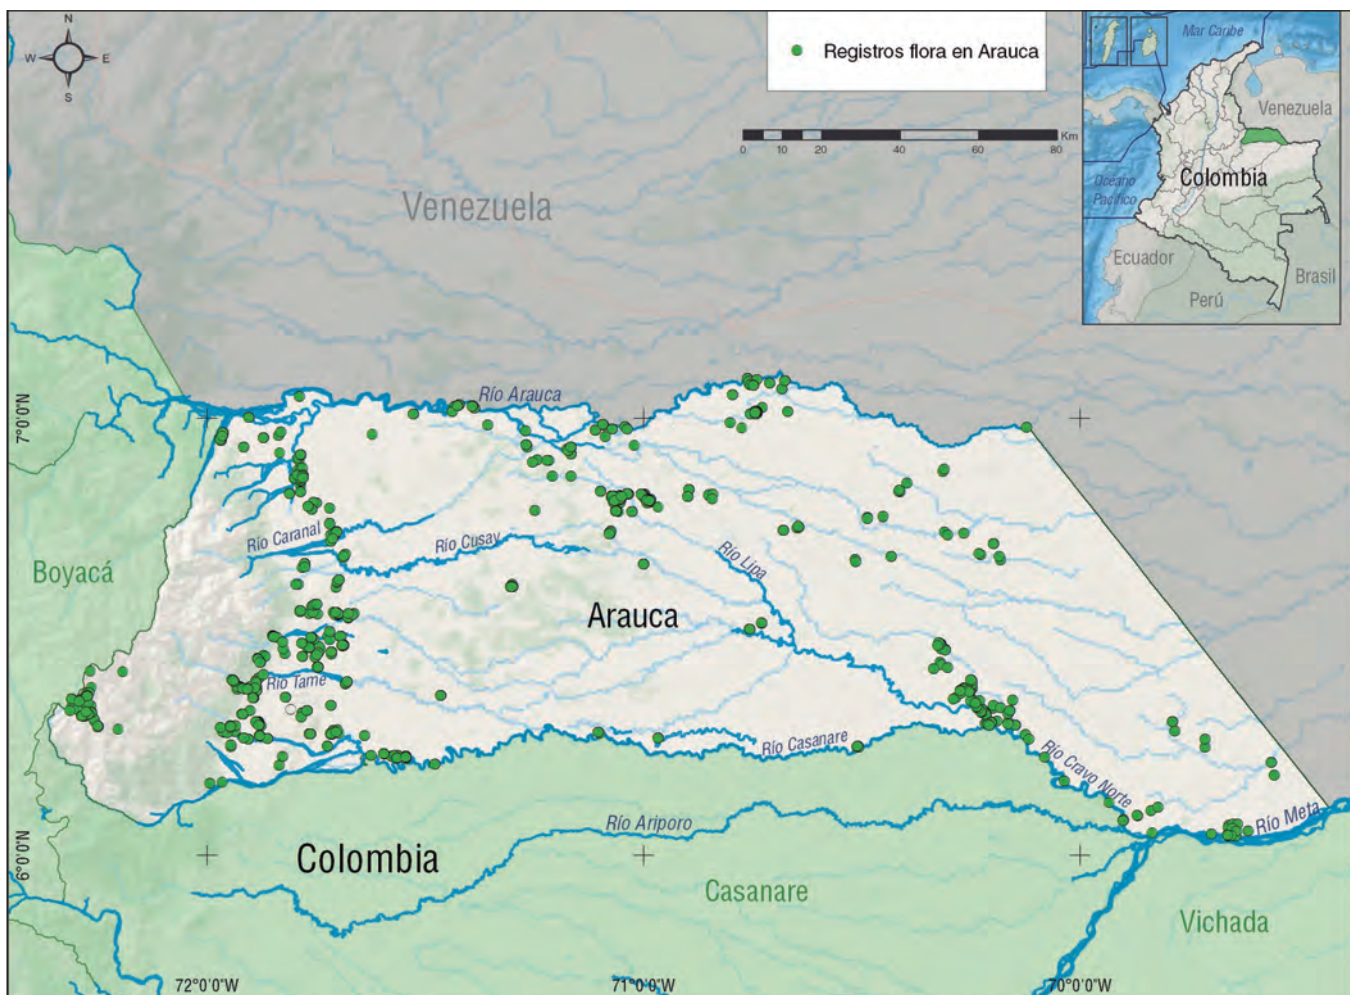 N
W
E
S
Registros flora en Arauca
0
10
20
40
60
80
Km
Mar Caribe
Venezuela
Océano
Pacífico
Colombia
Ecuador
Perú
Brasil
Venezuela
Río Arauca
7°0'0"N
Río Caranal
Río Cusay
Río Lipa
Boyacá
Arauca
Río Tame
Río Casanare
Río Cravo Norte
Río Meta
Río Ariporo
6°0'0"N
Colombia
Casanare
Vichada
72°0'0"W
71°0'0"W
70°0'0"W